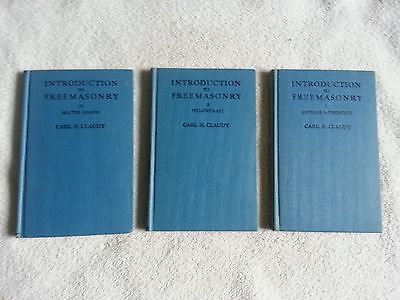 INTRODUCTION
TO
FREEMASONRY
III
MASTER MASON
CARL H. CLAUDY
INTRODUCTION
TO
FREEMASONRY
II
FELLOWCRAFT
CARL H. CLAUDY
INTRODUCTION
TO
FREEMASONRY
I
ENTERED APPRENTICE
CARL H. CLAUDY